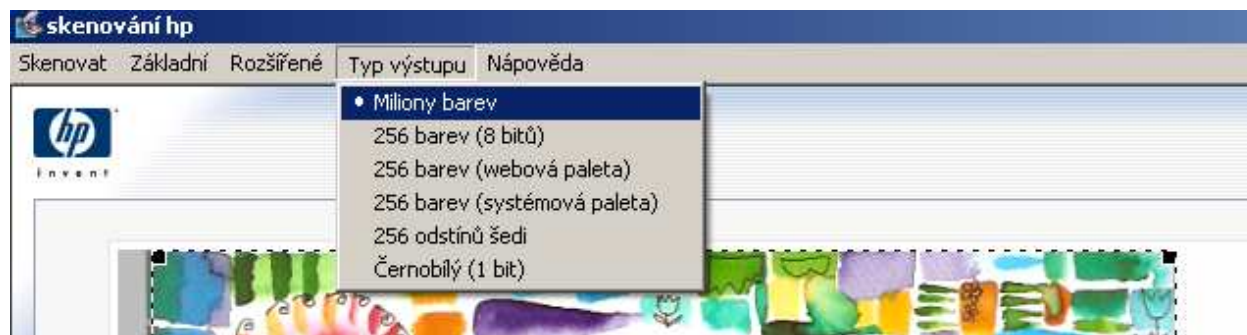 skenování hp
Skenovat Základní Rozšířené Typ výstupu Nápověda
Miliony barev
hp
256 barev (8 bitů)
invent
256 barev (webová paleta)
256 barev (systémová paleta)
256 odstínů šedi
Černobílý (1 bit)